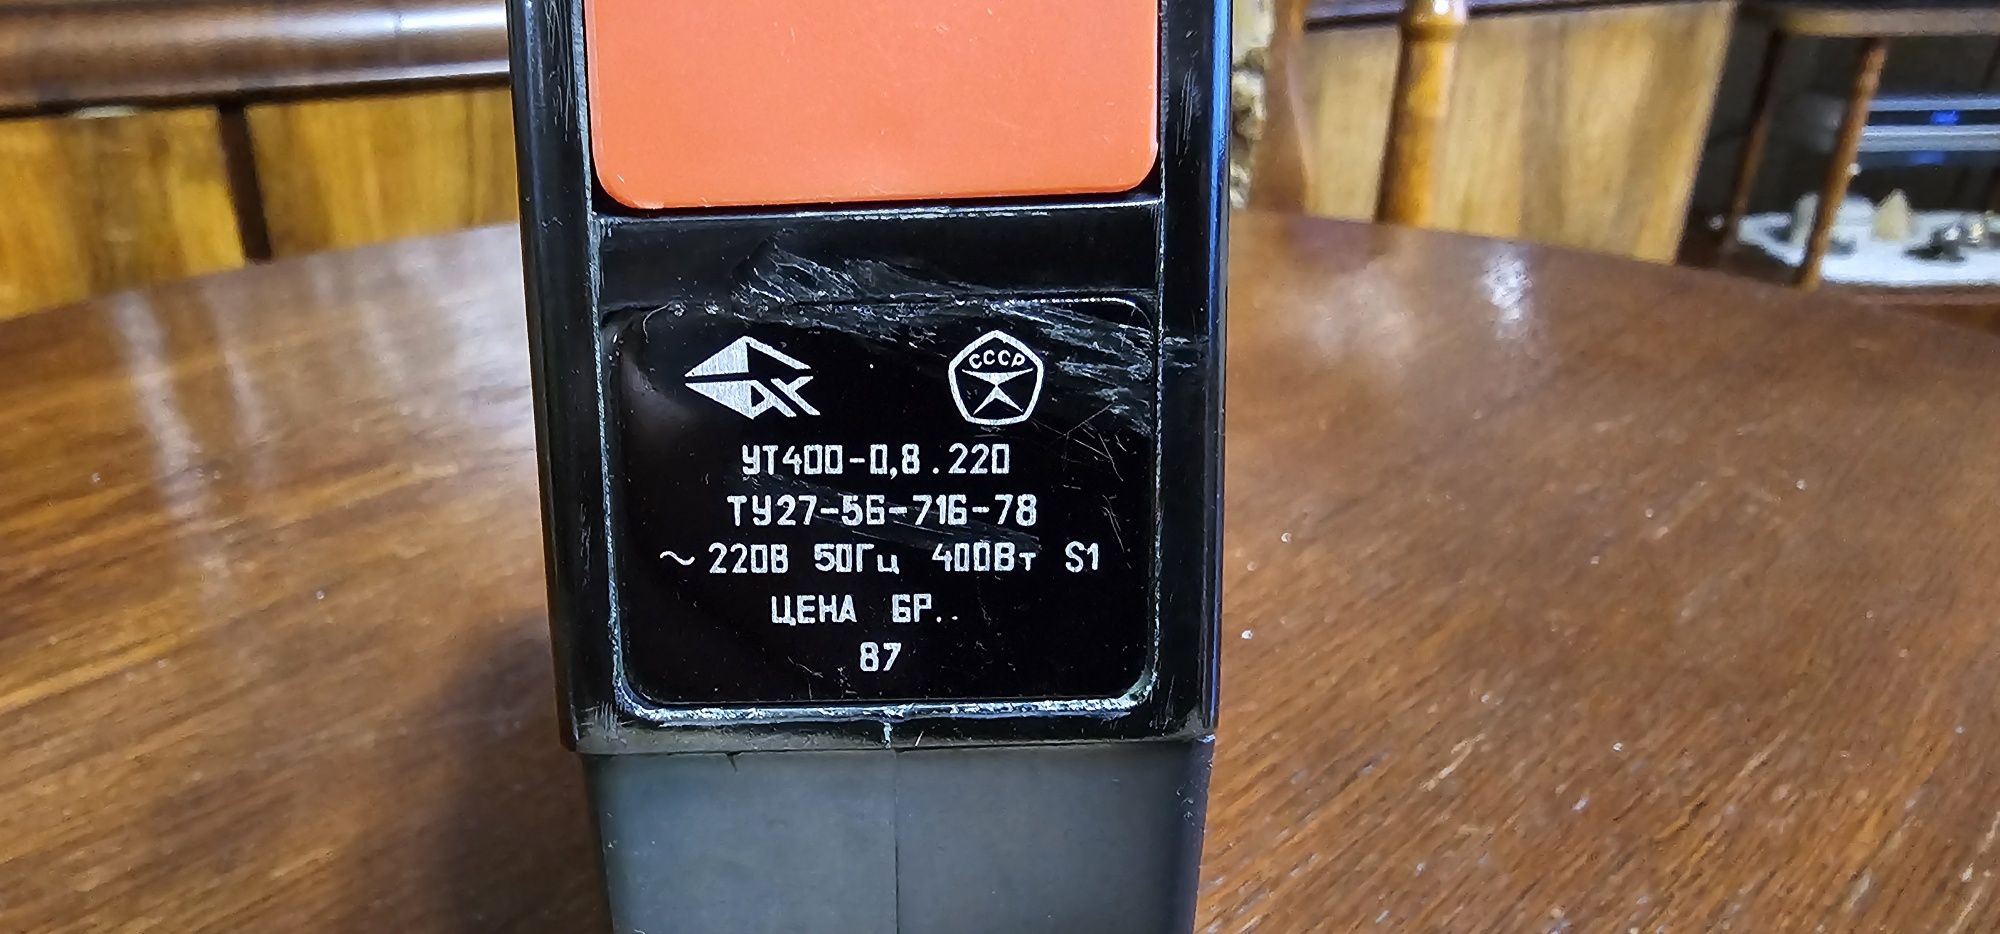 СССР
УТ400-0,8.220
ТУ27-56-716-78
~ 220В 50Гц 400Вт S1
ЦЕНА 6Р..
87